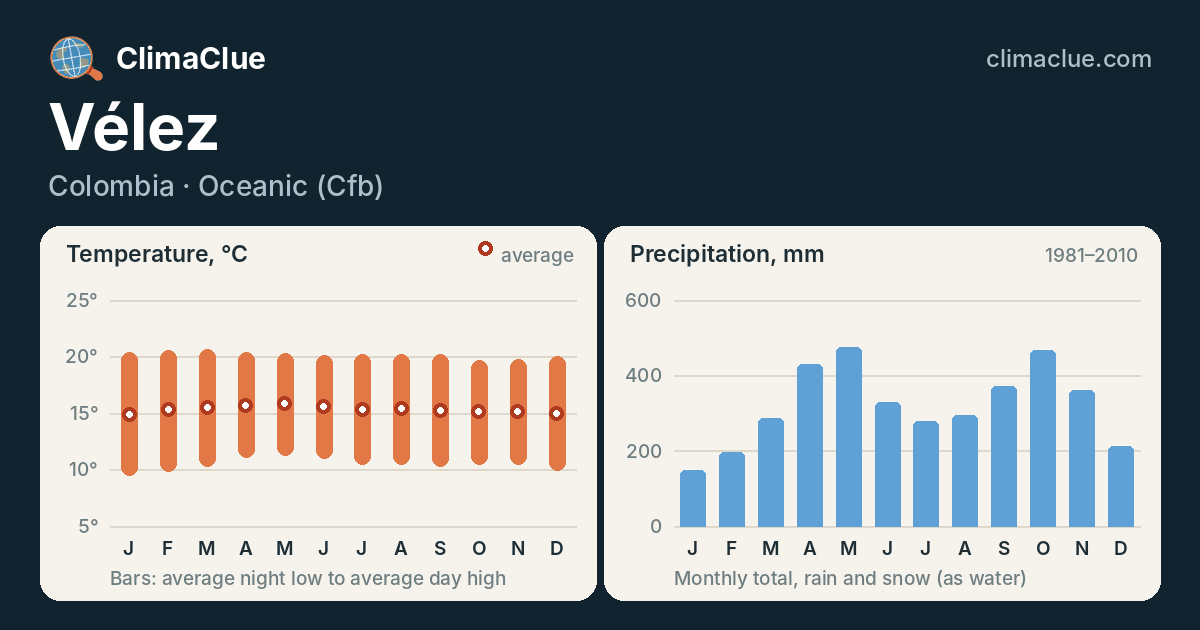 ClimaClue
climaclue.com
Vélez
Colombia · Oceanic (Cfb)
Temperature, °C
average
25°
20°
15°
10°
5°
J F M A M J J A S O N D
Bars: average night low to average day high
Precipitation, mm
1981–2010
600
400
200
0
J F M A M J J A S O N D
Monthly total, rain and snow (as water)